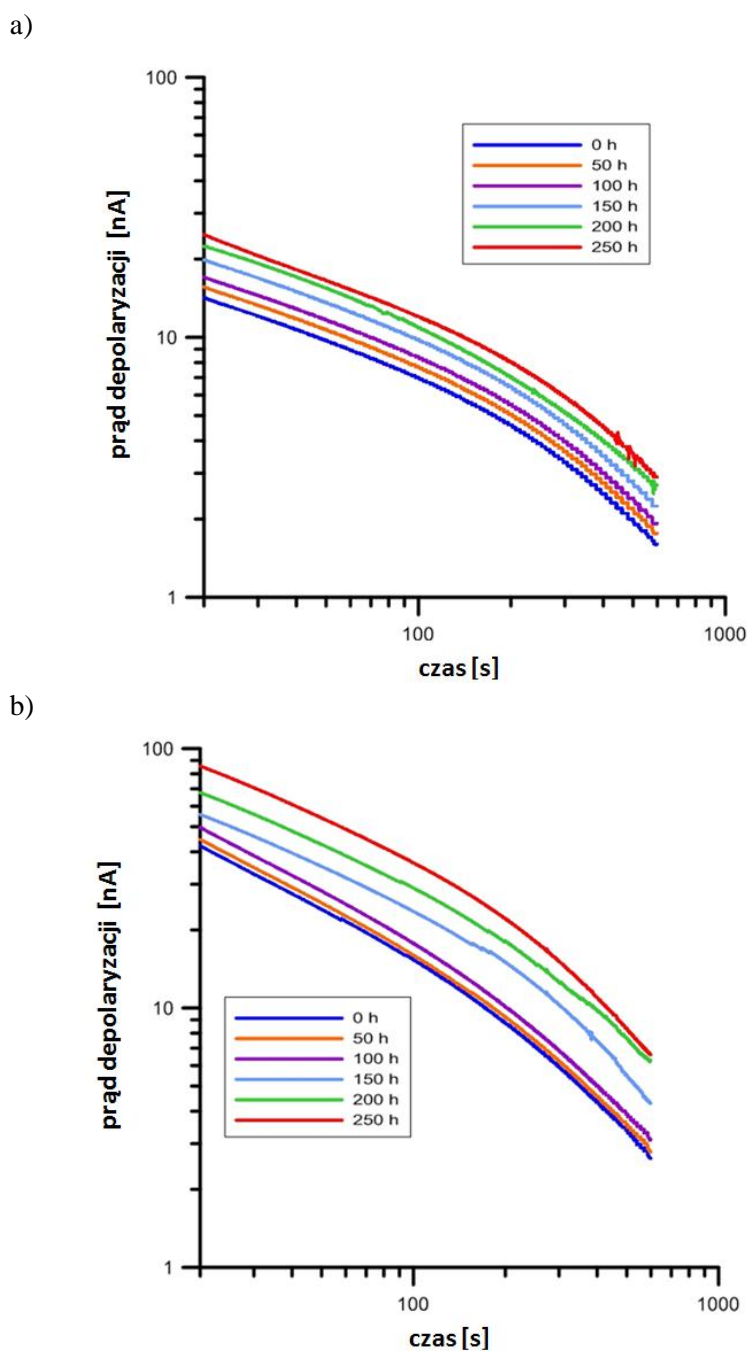 a)
100
10
1
prąd depolaryzacji [nA]
0 h
50 h
100 h
150 h
200 h
250 h
100
1000
czas [s]
b)
100
10
1
prąd depolaryzacji [nA]
0 h
50 h
100 h
150 h
200 h
250 h
100
1000
czas [s]